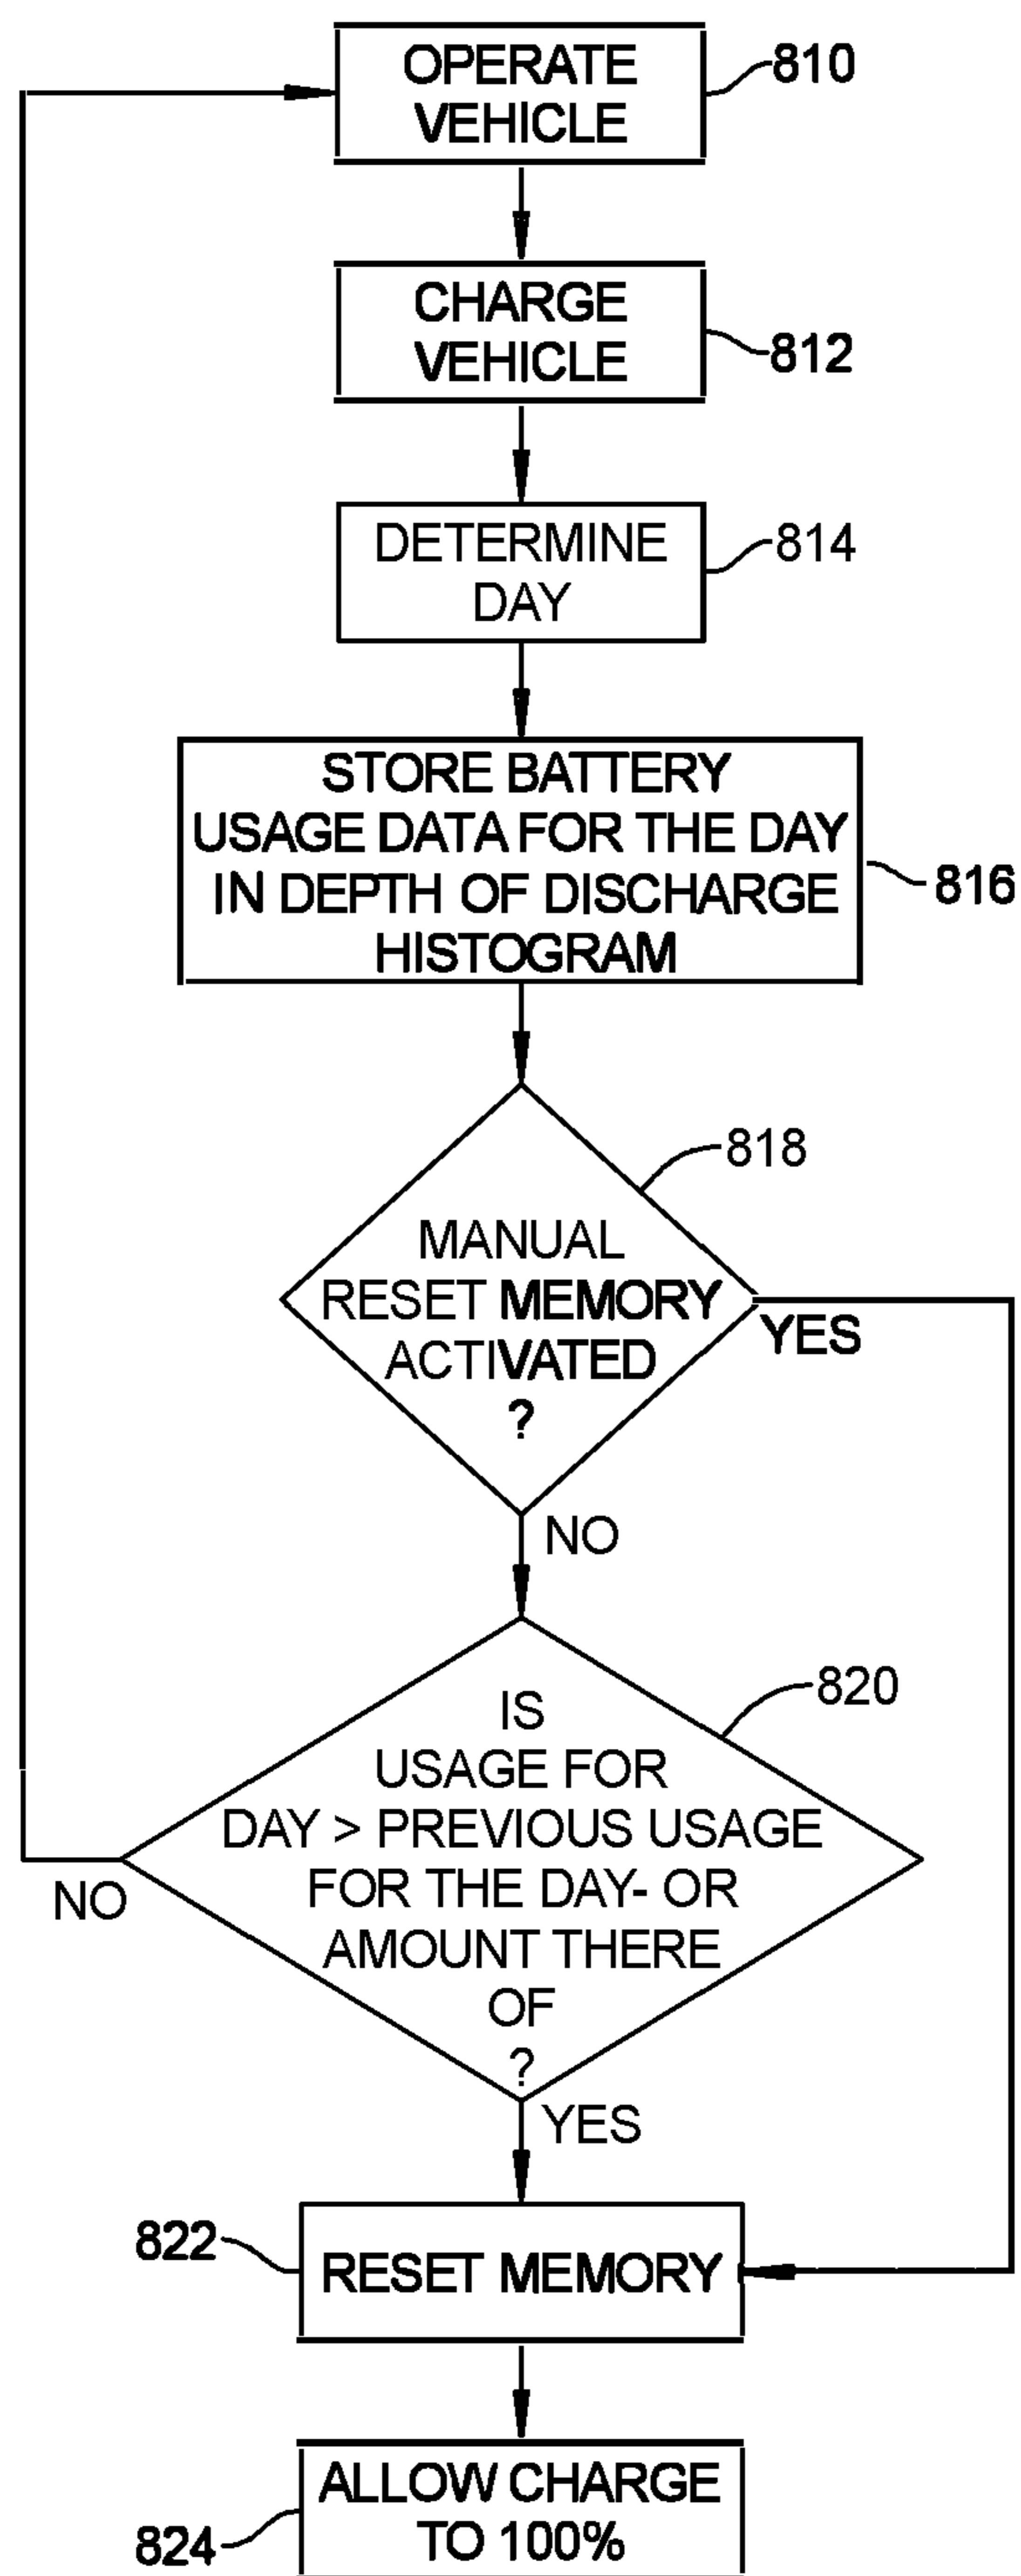 OPERATE
VEHICLE
810
CHARGE
VEHICLE
812
DETERMINE
DAY
814
STORE BATTERY
USAGE DATA FOR THE DAY
IN DEPTH OF DISCHARGE
HISTOGRAM
816
818
MANUAL
RESET MEMORY
ACTIVATED
?
YES
NO
820
IS
USAGE FOR
DAY > PREVIOUS USAGE
FOR THE DAY- OR
AMOUNT THERE
OF
?
NO
YES
822
RESET MEMORY
ALLOW CHARGE
TO 100%
824